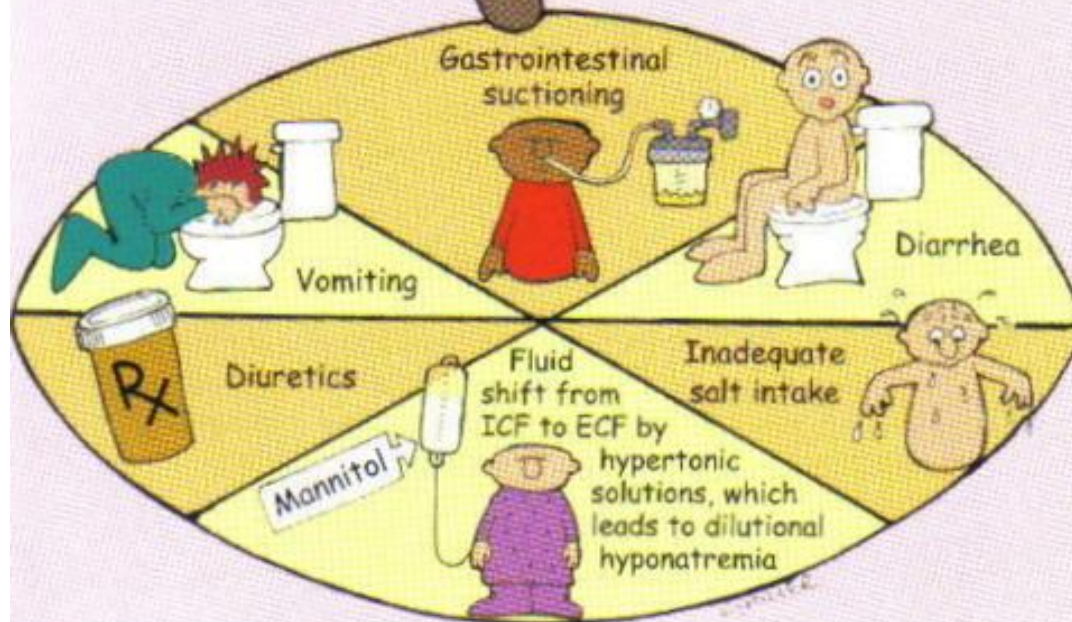 Gastrointestinal
suctioning
Vomiting
Diarrhea
Rx
Diuretics
Mannitol
Fluid
shift from
ICF to ECF by
hypertonic
solutions, which
leads to dilutional
hyponatremia
Inadequate
salt intake